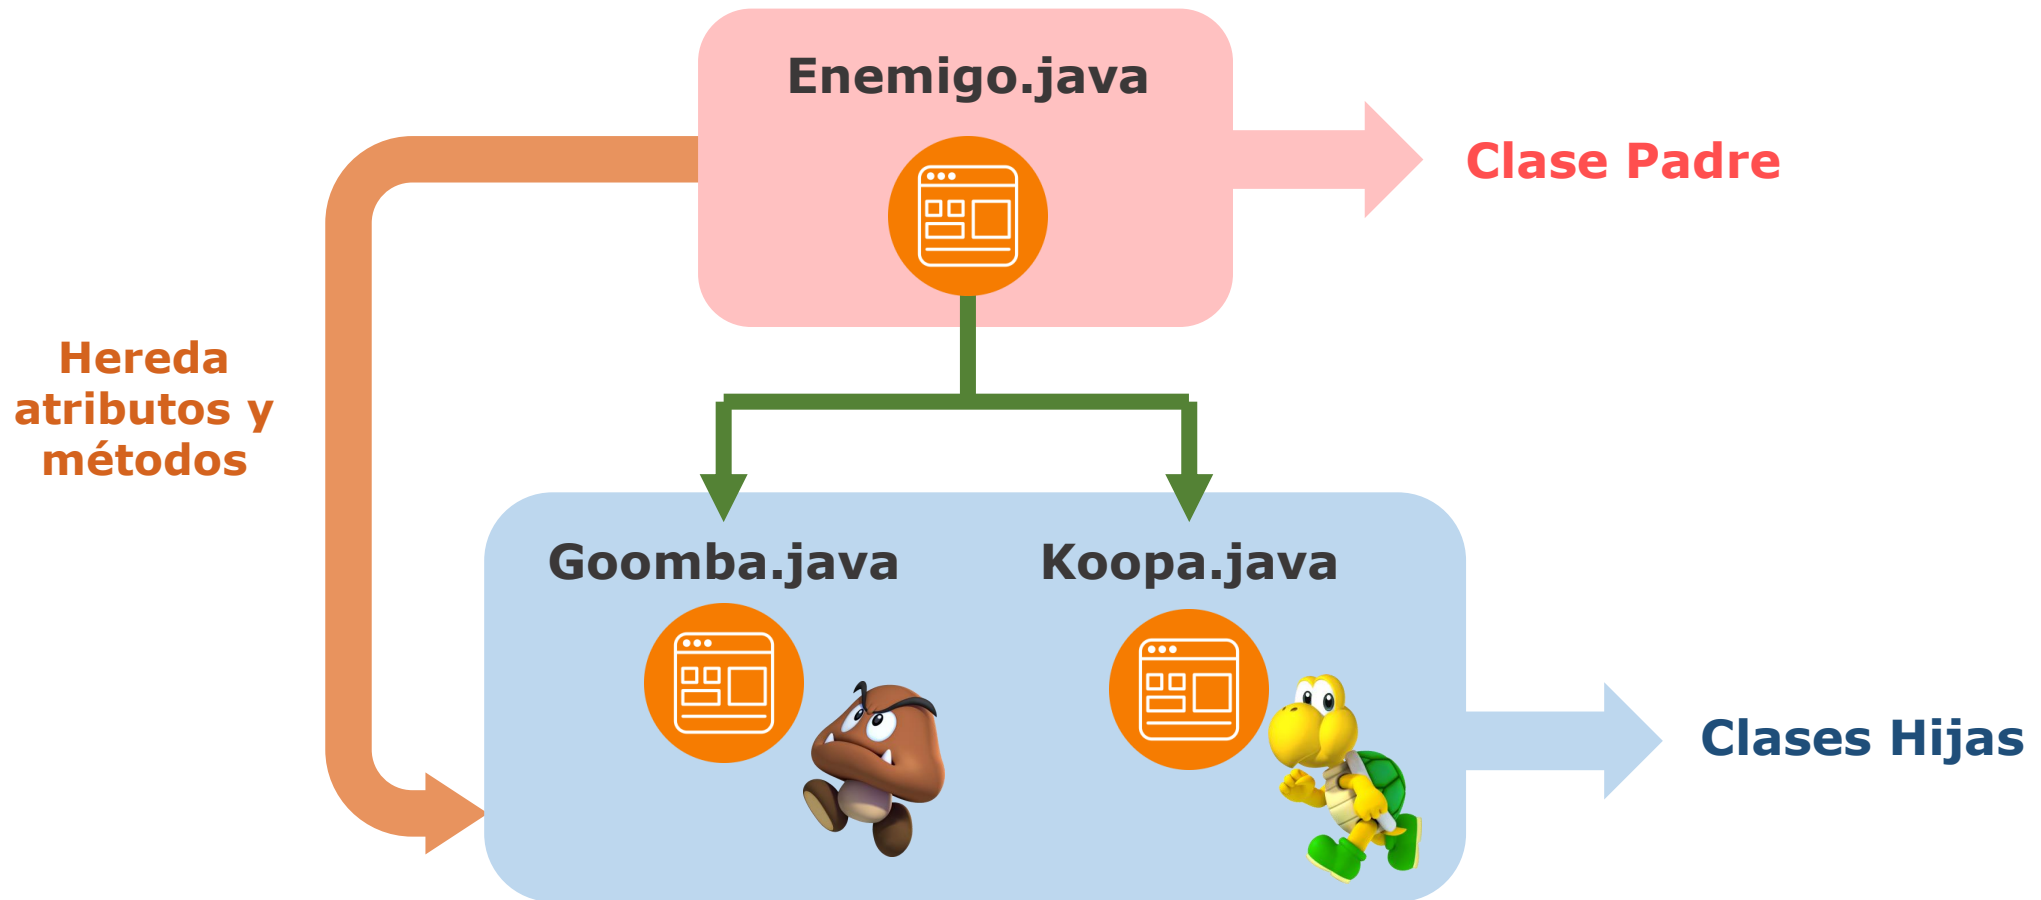 Enemigo.java
Clase Padre
Hereda
atributos y
métodos
Goomba.java
Koopa.java
Clases Hijas